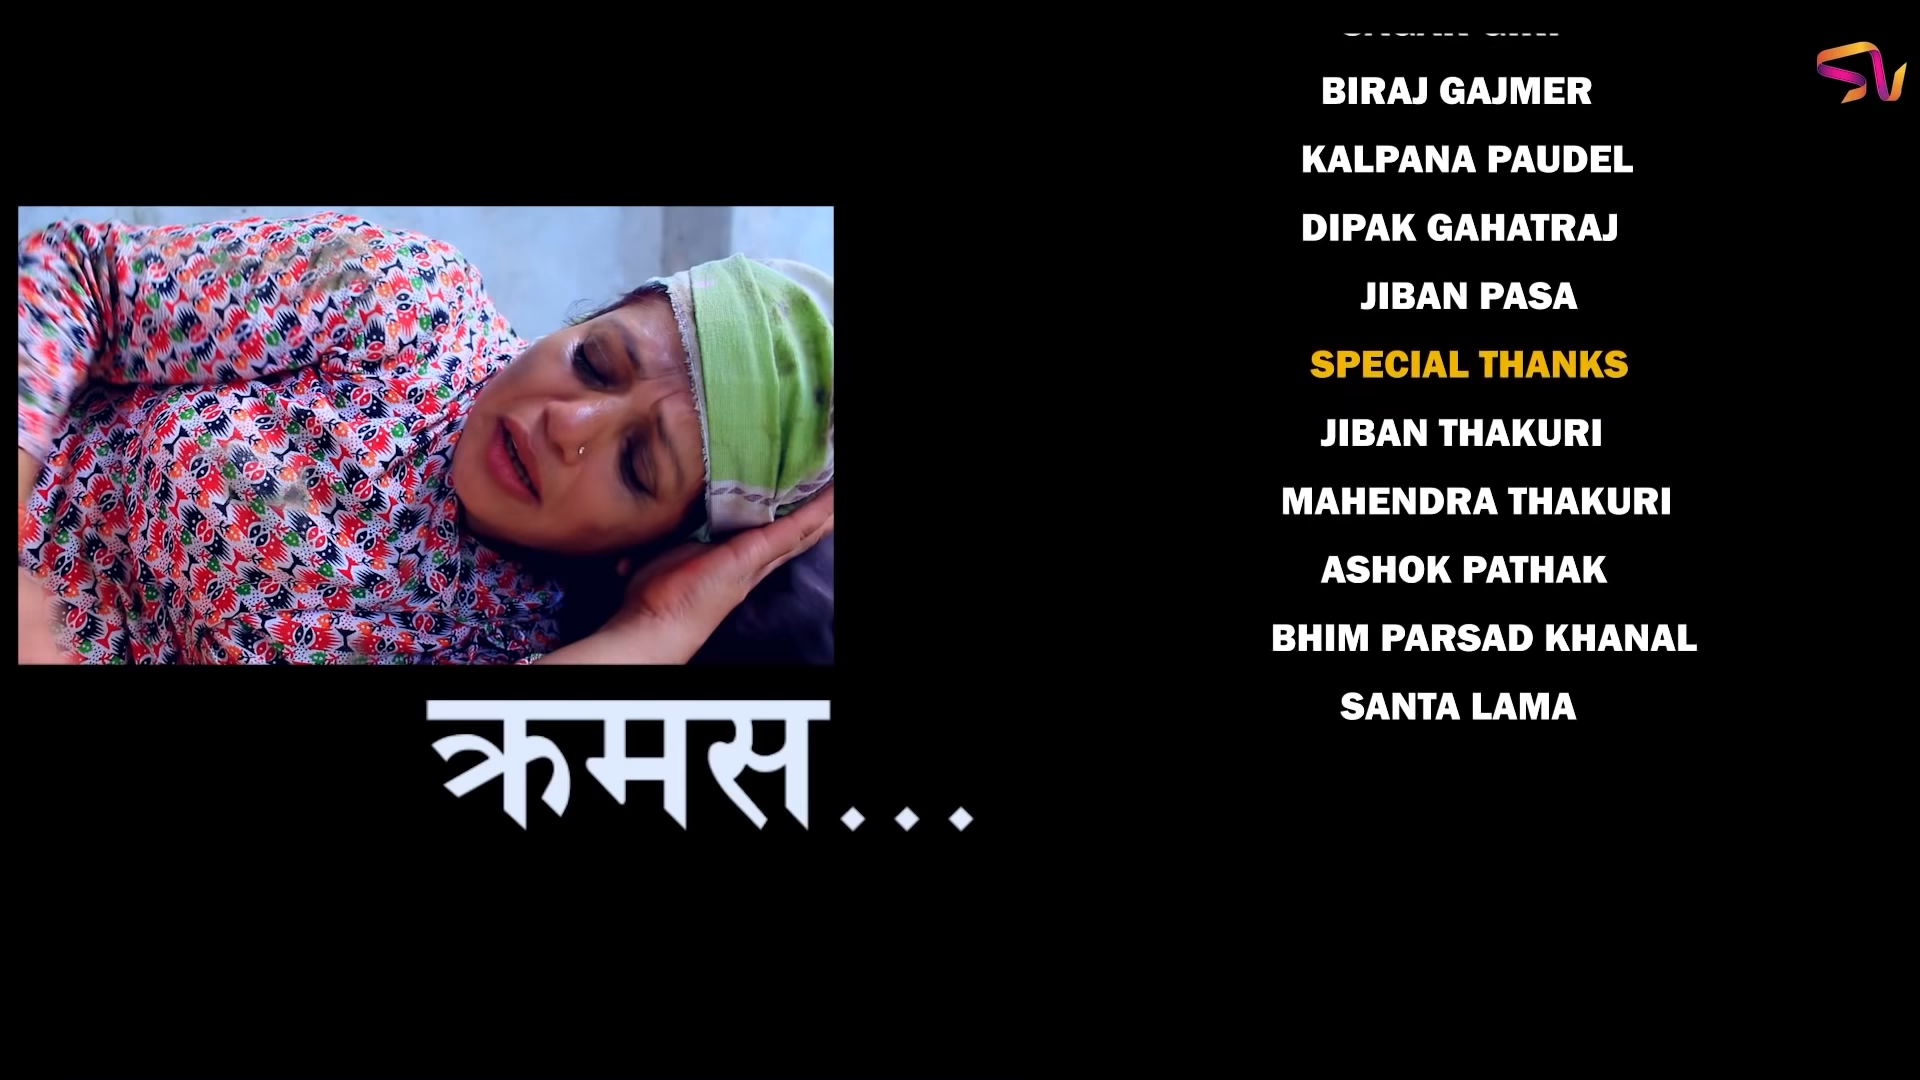 BIRAJ GAJMER
KALPANA PAUDEL
DIPAK GAHATRAJ
JIBAN PASA
SPECIAL THANKS
JIBAN THAKURI
MAHENDRA THAKURI
ASHOK PATHAK
BHIM PARSAD KHANAL
SANTA LAMA
क्रमस...
SV